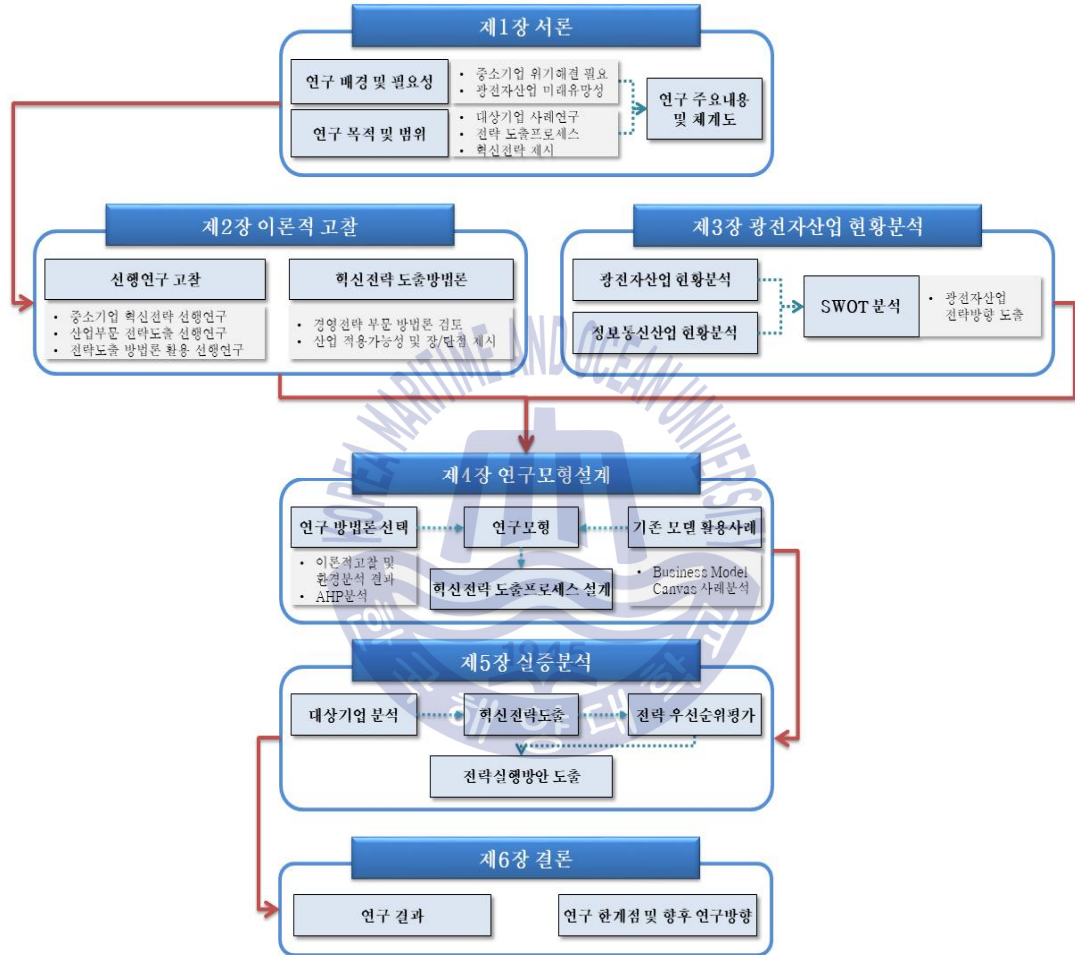 제1장 서론
연구 배경 및 필요성
• 중소기업 위기해결 필요
• 광전자산업 미래유망성
연구 목적 및 범위
• 대상기업 사례연구
• 전략 도출프로세스
• 혁신전략 제시
연구 주요내용
및 체계도
제2장 이론적 고찰
선행연구 고찰
• 중소기업 혁신전략 선행연구
• 산업부문 전략도출 선행연구
• 전략도출 방법론 활용 선행연구
혁신전략 도출방법론
• 경영전략 부문 방법론 검토
• 산업 적용가능성 및 장/단점 제시
제3장 광전자산업 현황분석
광전자산업 현황분석
정보통신산업 현황분석
SWOT 분석
• 광전자산업
전략방향 도출
KOREA MARITIME AND OCEAN UNIVERSITY
제4장 연구모형설계
연구 방법론 선택
• 이론적고찰 및
환경분석 결과
• AHP분석
연구모형
혁신전략 도출프로세스 설계
기존 모델 활용사례
• Business Model
Canvas 사례분석
제5장 실증분석
1945
대상기업 분석
혁신전략도출
전략 우선순위평가
전략실행방안 도출
한국해양대학교
제6장 결론
연구 결과
연구 한계점 및 향후 연구방향